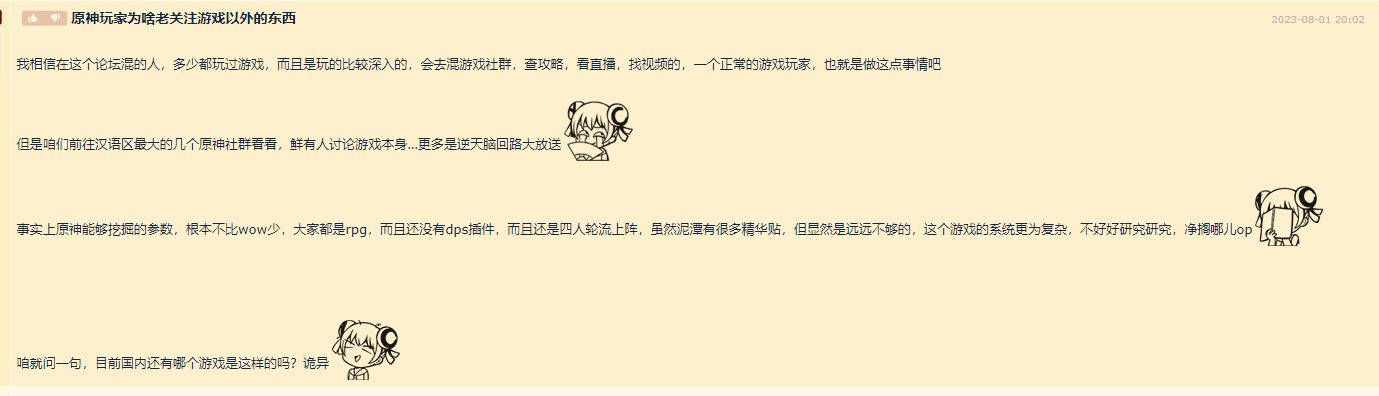 原神玩家为啥老关注游戏以外的东西
2023-08-01 20:02
我相信在这个论坛混的人，多少都玩过游戏，而且是玩的比较深入的，会去混游戏社群，查攻略，看直播，找视频的，一个正常的游戏玩家，也就是做这点事情吧
但是咱们前往汉语区最大的几个原神社群看看，鲜有人讨论游戏本身...更多是逆天脑回路大放送
事实上原神能够挖掘的参数，根本不比wow少，大家都是rpg，而且还没有dps插件，而且还是四人轮流上阵，虽然泥潭有很多精华贴，但显然是远远不够的，这个游戏的系统更为复杂，不好好研究研究，净搁哪儿op
咱就问一句，目前国内还有哪个游戏是这样的吗？诡异